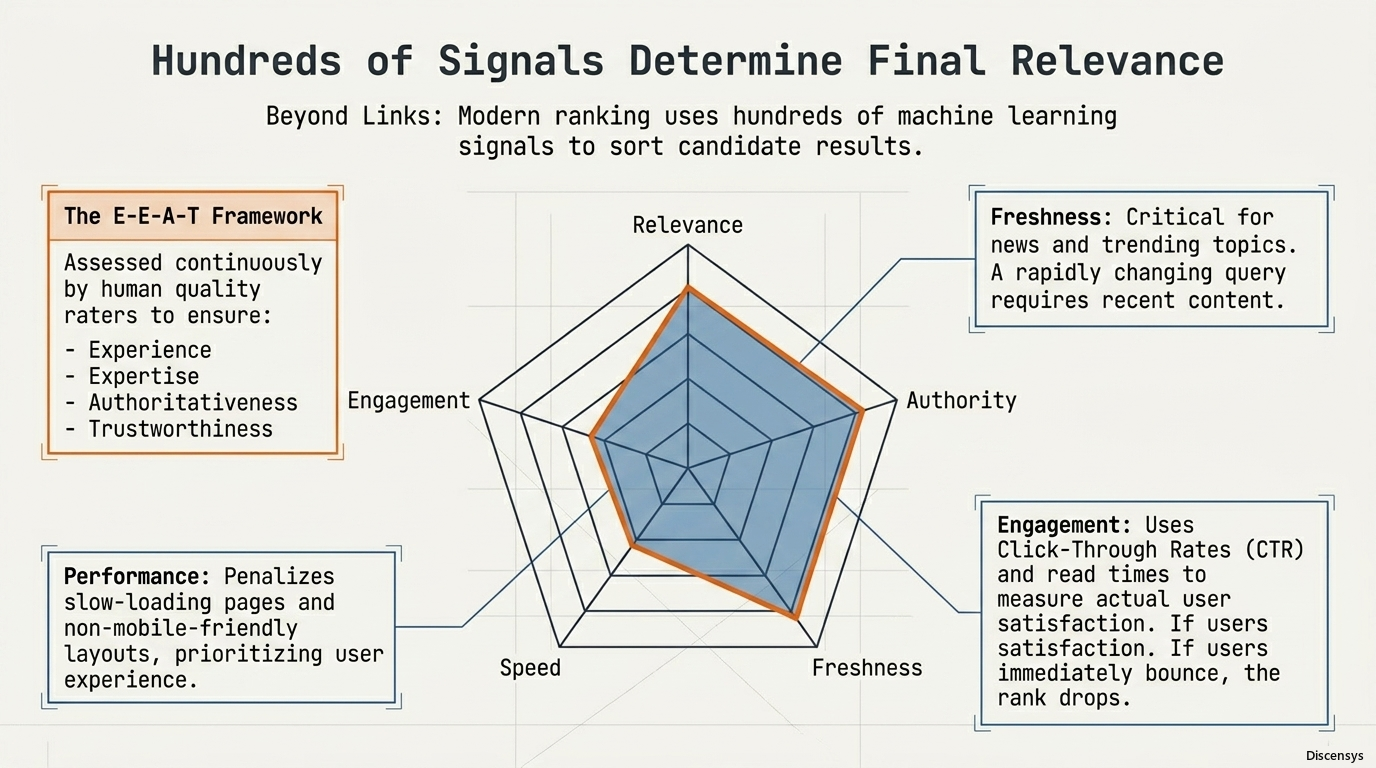 Hundreds of Signals Determine Final Relevance
Beyond Links: Modern ranking uses hundreds of machine learning
signals to sort candidate results.
The E-E-A-T Framework
Assessed continuously
by human quality
raters to ensure:
- Experience
- Expertise
- Authoritativeness
- Trustworthiness
Relevance
Engagement
Authority
Speed
Freshness
Freshness: Critical for
news and trending topics.
A rapidly changing query
requires recent content.
Performance: Penalizes
slow-loading pages and
non-mobile-friendly
layouts, prioritizing user
experience.
Engagement: Uses
Click-Through Rates (CTR)
and read times to
measure actual user
satisfaction. If users
satisfaction. If users
immediately bounce, the
rank drops.
Discensys